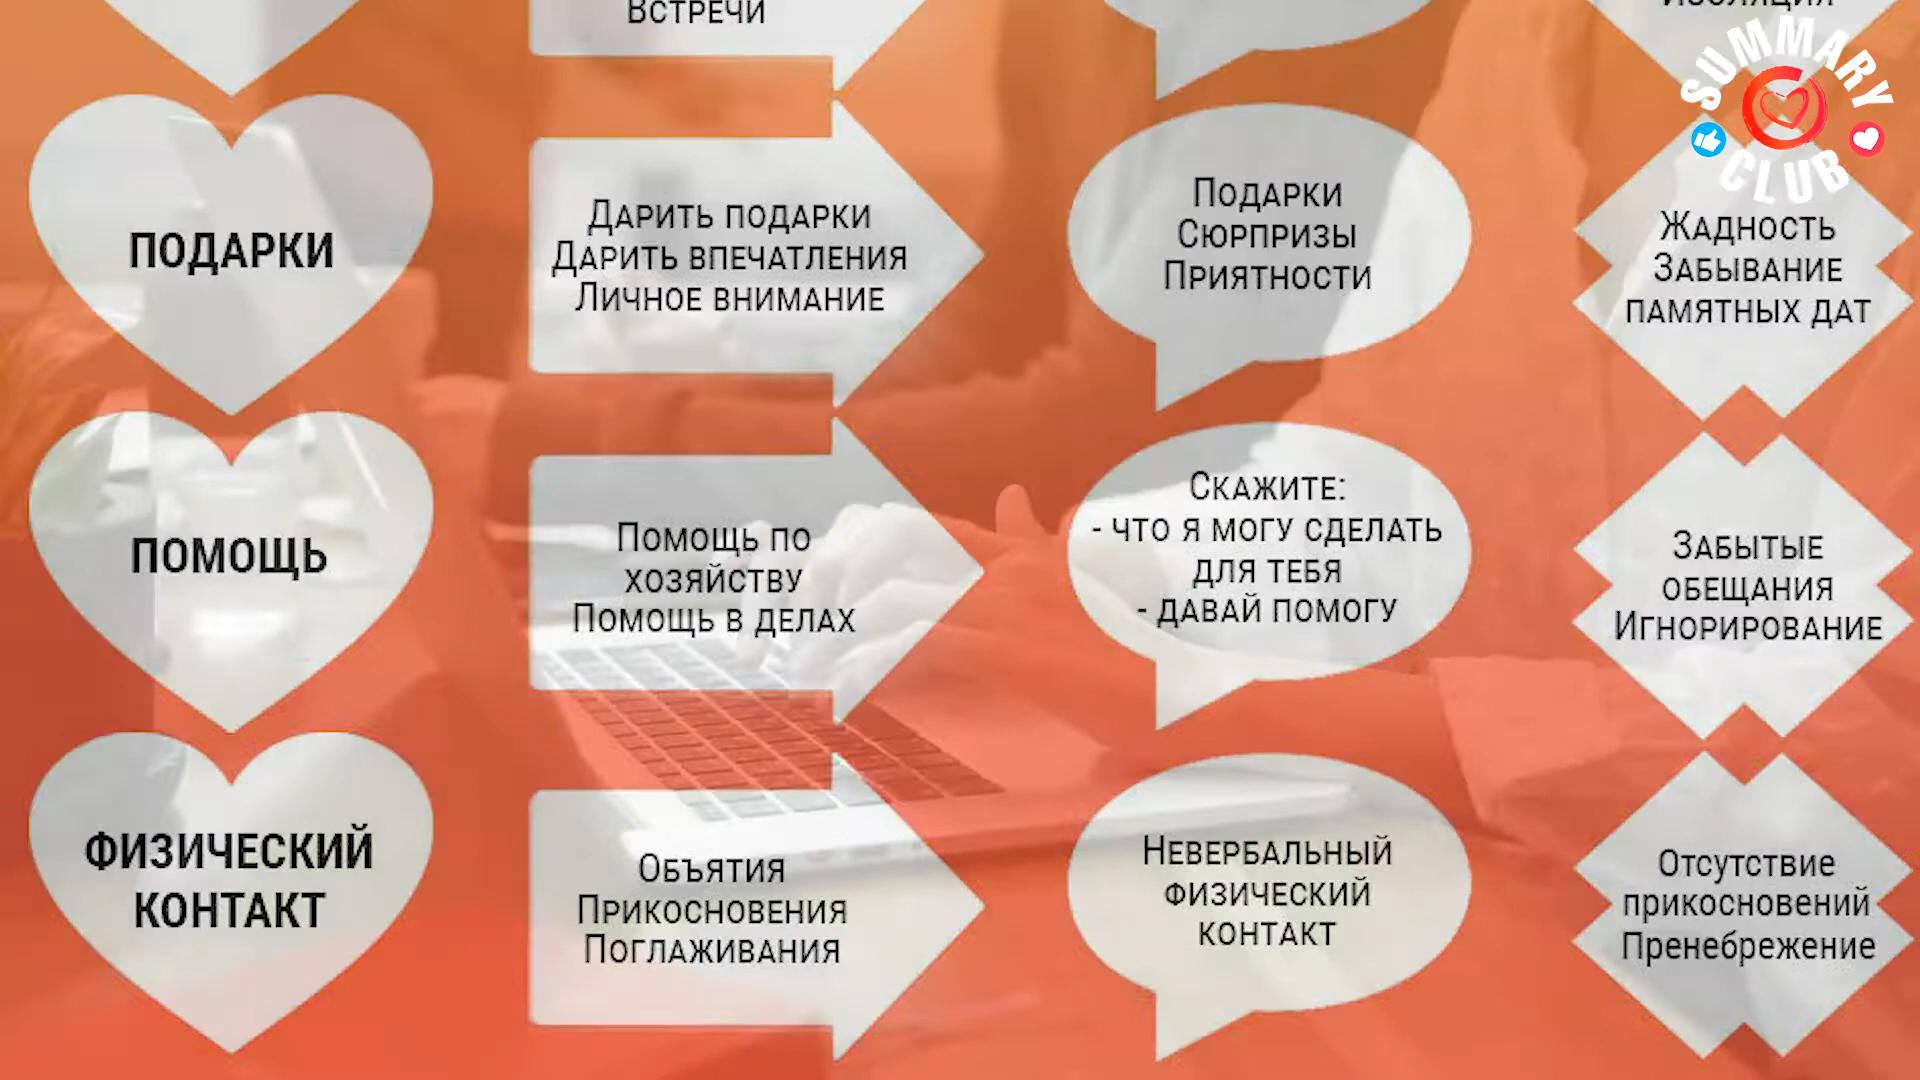 Встречи
Изоляция
SUMMARY
CLUB
ПОДАРКИ
Дарить подарки
Дарить впечатления
Личное внимание
Подарки
Сюрпризы
Приятности
Жадность
Забывание
памятных дат
ПОМОЩЬ
Помощь по
хозяйству
Помощь в делах
Скажите:
- что я могу сделать
для тебя
- давай помогу
Забытые
обещания
Игнорирование
ФИЗИЧЕСКИЙ
КОНТАКТ
Объятия
Прикосновения
Поглаживания
Невербальный
физический
контакт
Отсутствие
прикосновений
Пренебрежение